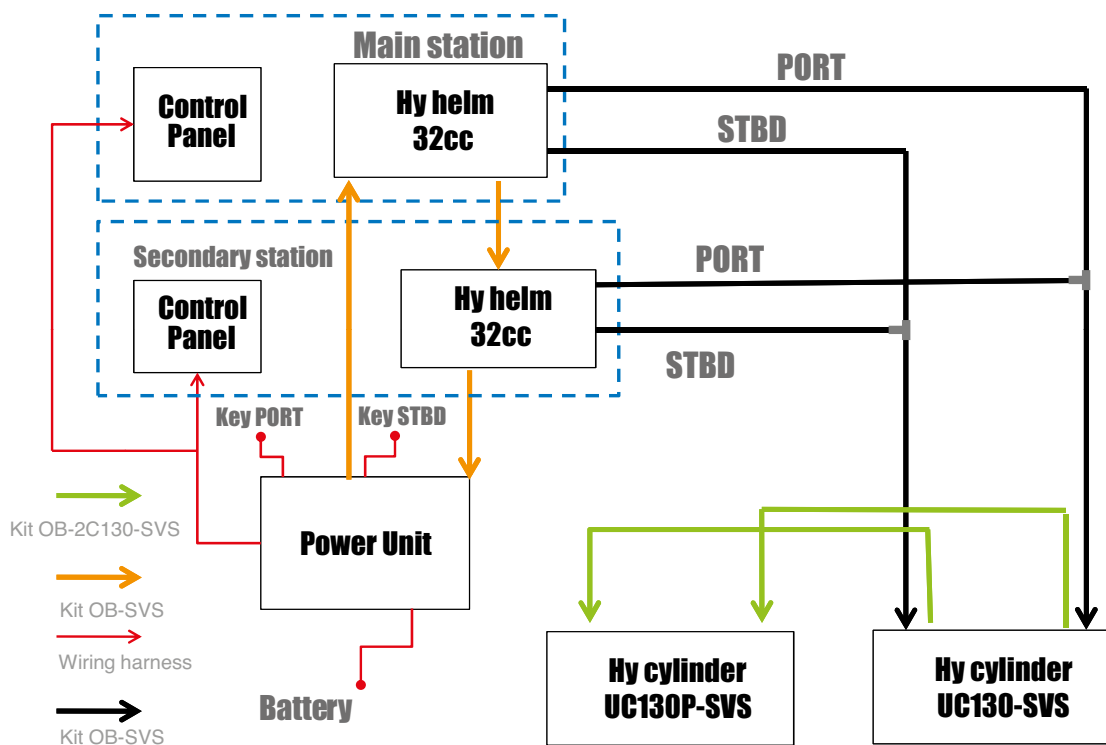 Main station
Control
Panel
Hy helm
32cc
PORT
STBD
Secondary station
Control
Panel
Hy helm
32cc
PORT
STBD
Key PORT
Key STBD
Power Unit
Battery
Kit OB-2C130-SVS
Kit OB-SVS
Wiring harness
Kit OB-SVS
Hy cylinder
UC130P-SVS
Hy cylinder
UC130-SVS